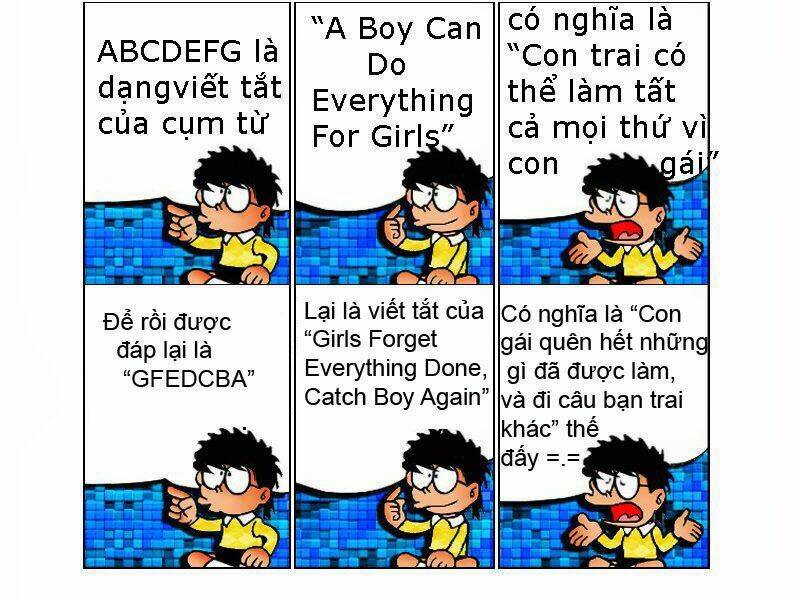 ABCDEFG là
dạngviết tắt
của cụm từ
“A Boy Can
Do
Everything
For Girls”
có nghĩa là
“Con trai có
thể làm tất
cả mọi thứ vì
con gái”
Để rồi được
đáp lại là
“GFEDCBA”
Lại là viết tắt của
“Girls Forget
Everything Done,
Catch Boy Again”
Có nghĩa là “Con
gái quên hết những
gì đã được làm,
và đi câu bạn trai
khác” thế
đấy =.=